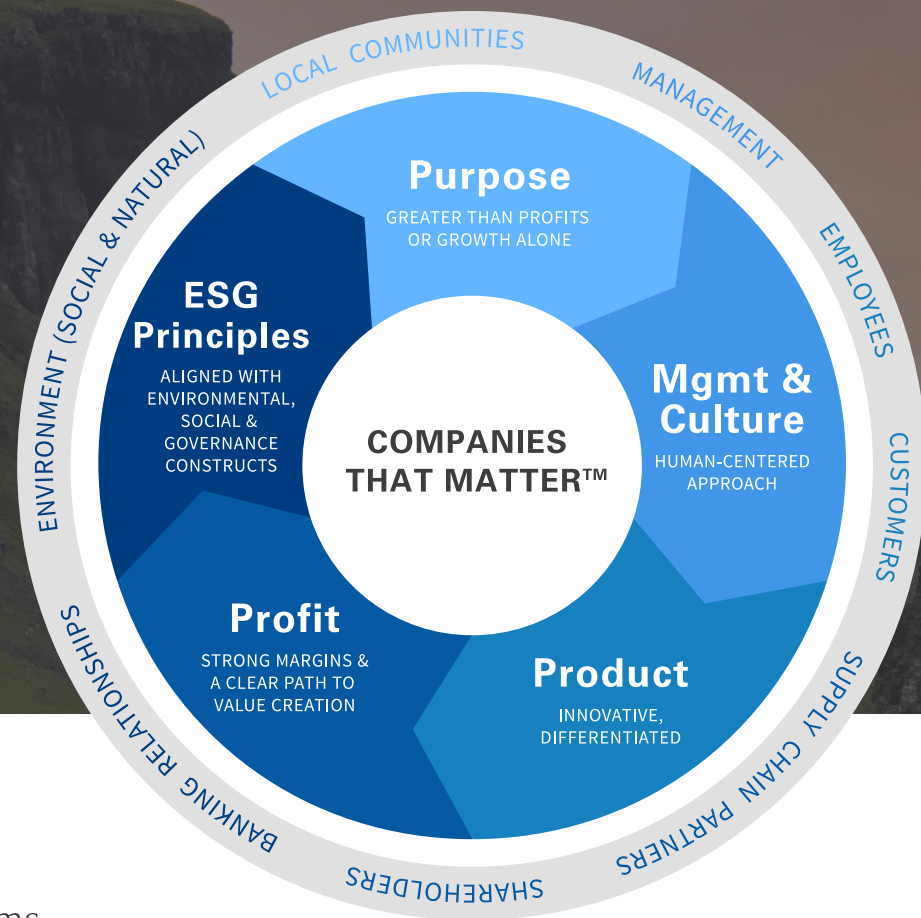 LOCAL COMMUNITIES
MANAGEMENT
EMPLOYEES
CUSTOMERS
SUPPLY CHAIN PARTNERS
SHAREHOLDERS
BANKING RELATIONSHIPS
ENVIRONMENT (SOCIAL & NATURAL)
Purpose
GREATER THAN PROFITS
OR GROWTH ALONE
Mgmt &
Culture
HUMAN-CENTERED
APPROACH
Product
INNOVATIVE,
DIFFERENTIATED
Profit
STRONG MARGINS &
A CLEAR PATH TO
VALUE CREATION
ESG
Principles
ALIGNED WITH
ENVIRONMENTAL,
SOCIAL &
GOVERNANCE
CONSTRUCTS
COMPANIES
THAT MATTER™